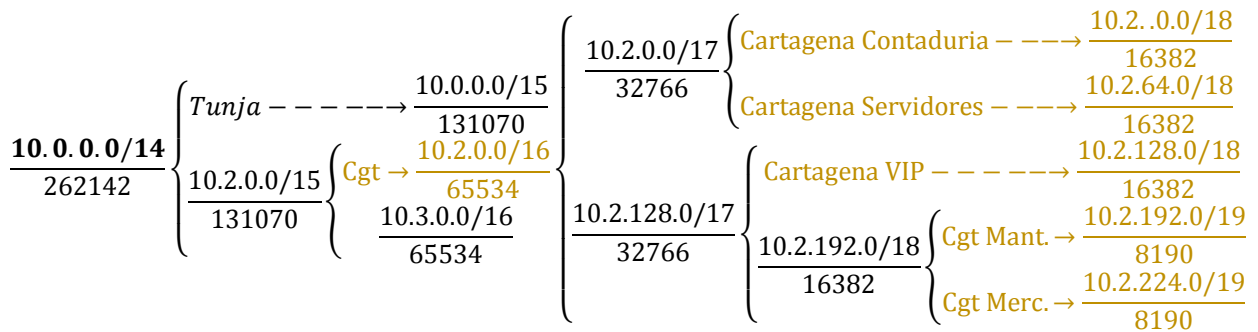 10.0.0.0/14
262142
Tunja − − − − −→ 10.0.0.0/15
131070
10.2.0.0/15
131070
Cgt → 10.2.0.0/16
65534
10.3.0.0/16
65534
10.2.0.0/17
32766
Cartagena Contaduria − − −−→ 10.2..0.0/18
16382
Cartagena Servidores − −−→ 10.2.64.0/18
16382
10.2.128.0/17
32766
Cartagena VIP − − − − −→ 10.2.128.0/18
16382
10.2.192.0/18
16382
Cgt Mant. → 10.2.192.0/19
8190
Cgt Merc. → 10.2.224.0/19
8190